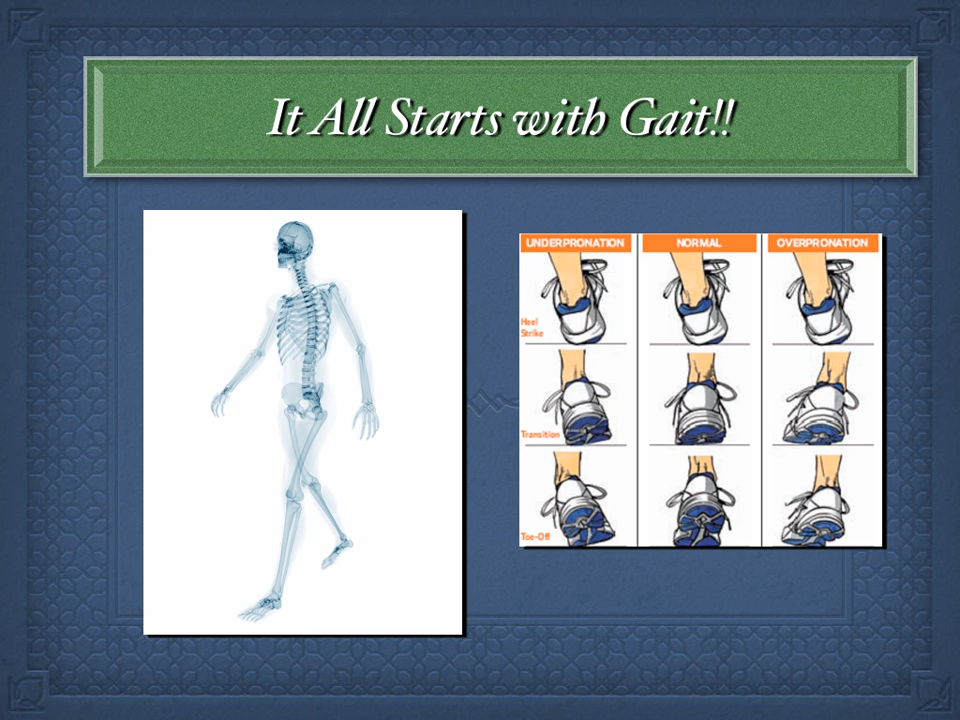 It All Starts with Gait!!
UNDERPRONATION
NORMAL
OVERPRONATION
Heel
Strike
Transition
Toe-Off